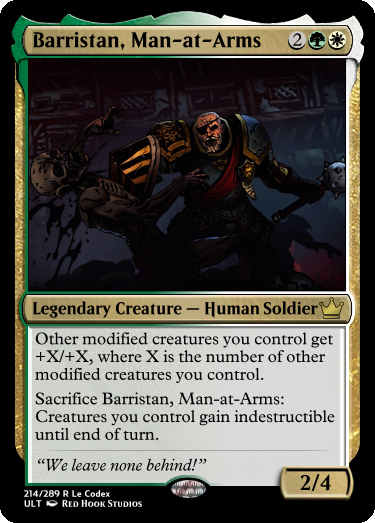 Barristan, Man-at-Arms 2
Legendary Creature — Human Soldier
Other modified creatures you control get
+X/+X, where X is the number of other
modified creatures you control.
Sacrifice Barristan, Man-at-Arms:
Creatures you control gain indestructible
until end of turn.
“We leave none behind!”
2/4
214/289 R Le Codex
ULT Red Hook Studios